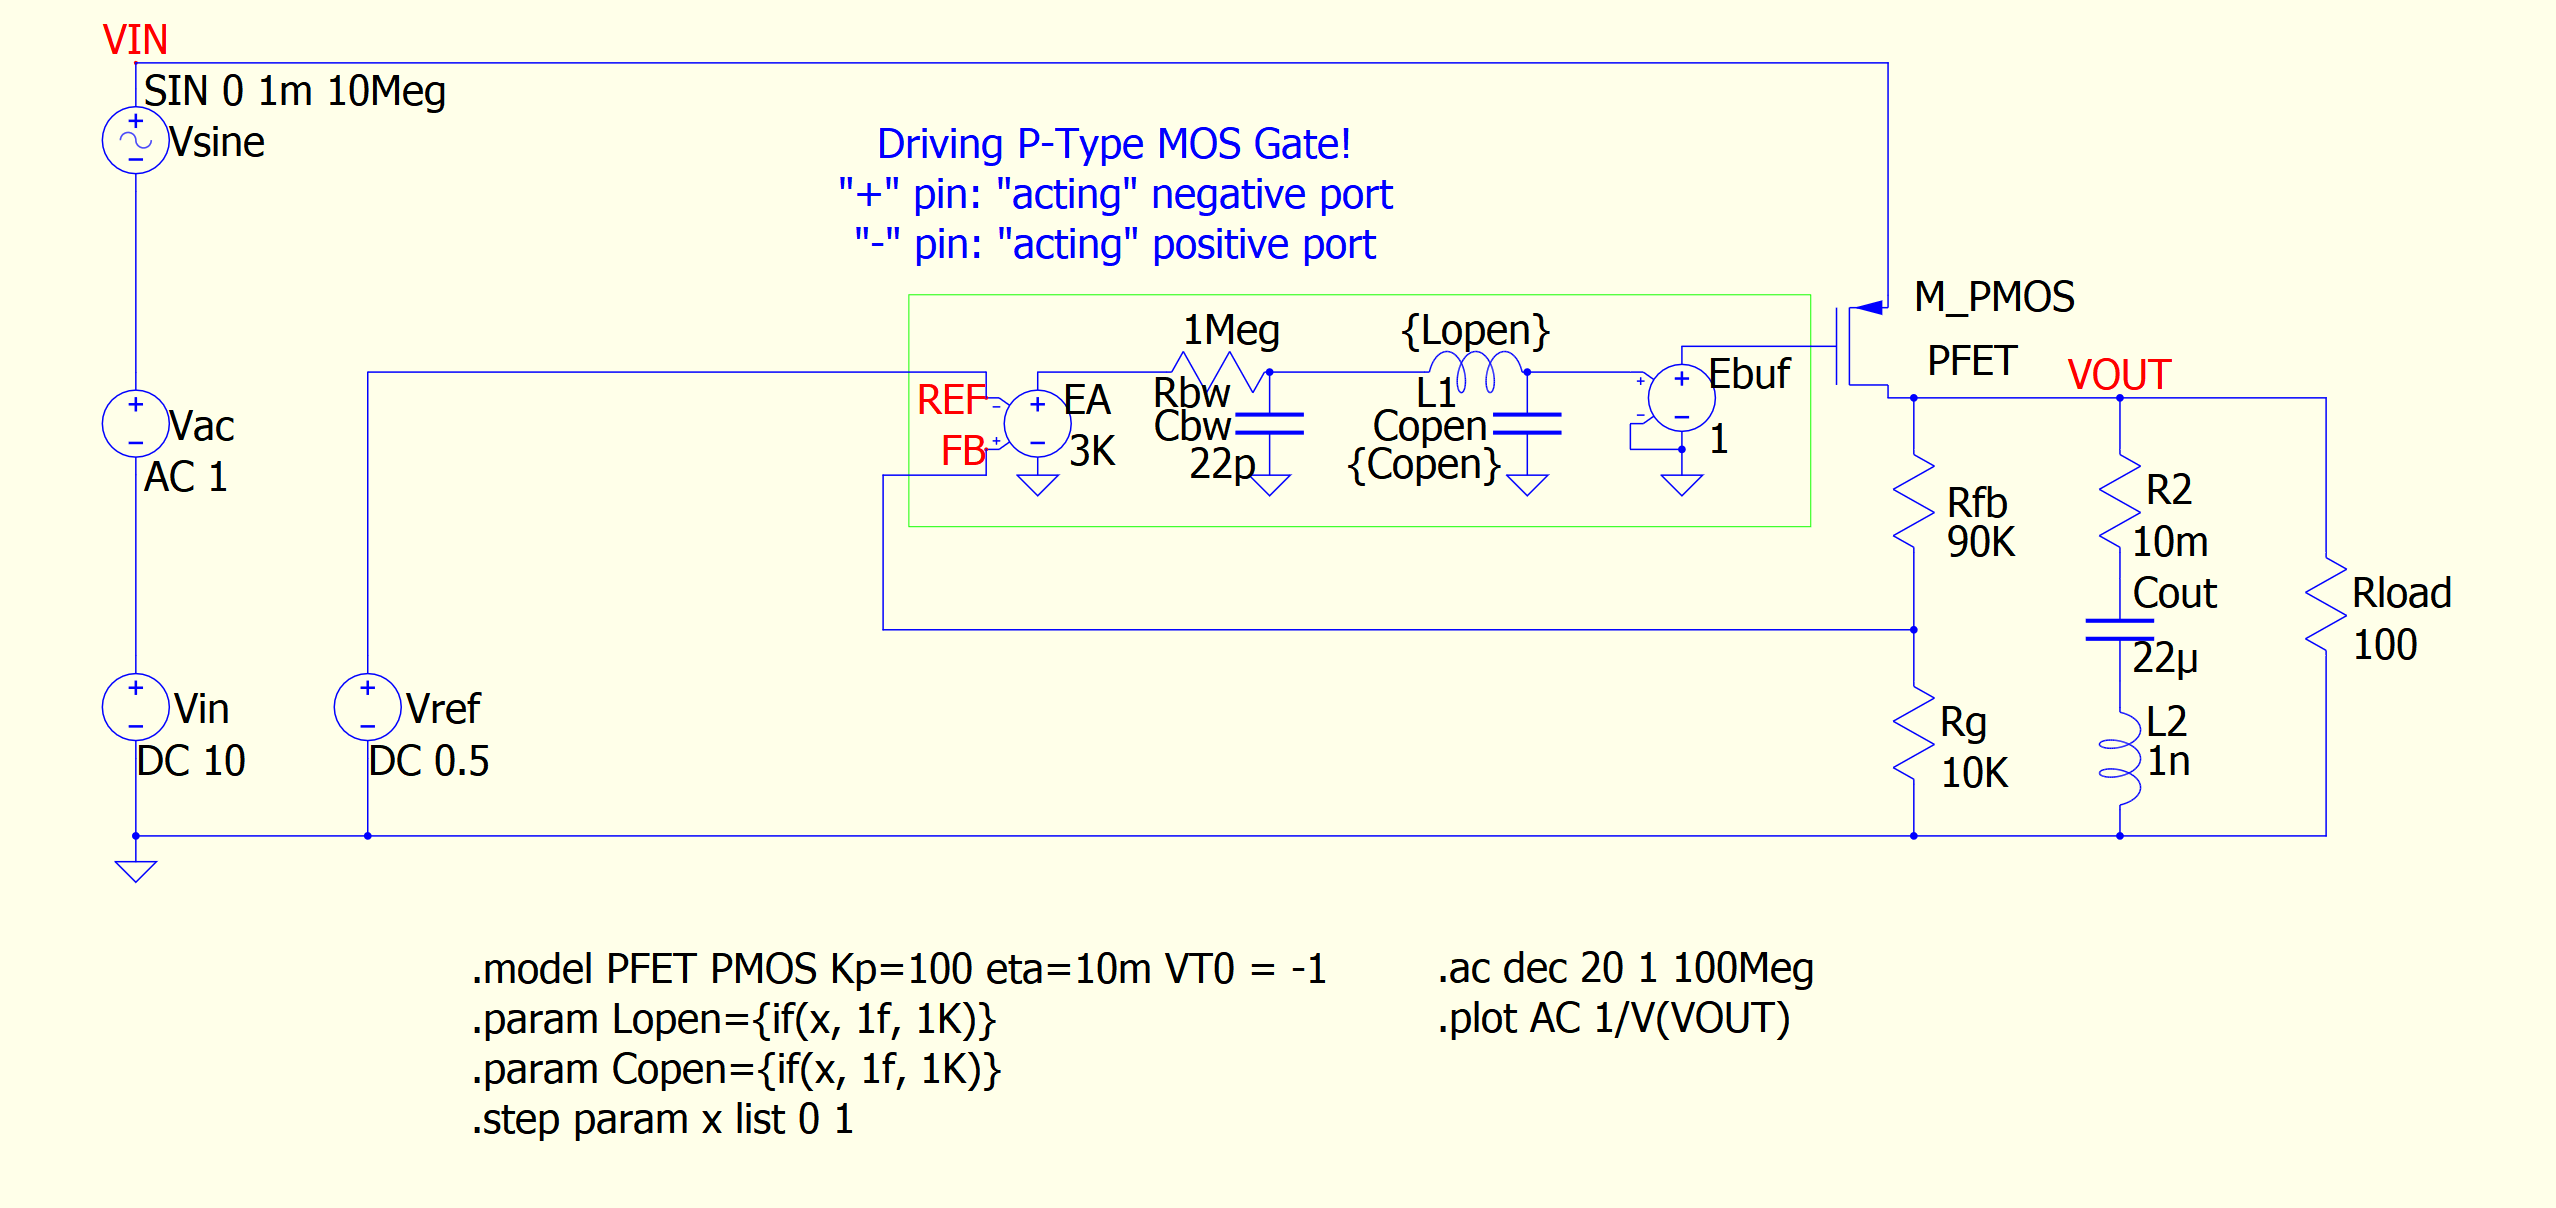 VIN
SIN 0 1m 10Meg
Vsine
Driving P-Type MOS Gate!
"+" pin: "acting" negative port
"-" pin: "acting" positive port
M_PMOS
PFET
VOUT
1Meg
{Lopen}
REF
FB
EA
3K
Rbw
Cbw
22p
L1
Copen
{Copen}
Ebuf
1
Vac
AC 1
Rfb
90K
R2
10m
Cout
22µ
Rload
100
Vin
DC 10
Vref
DC 0.5
Rg
10K
L2
1n
.model PFET PMOS Kp=100 eta=10m VT0 = -1
.param Lopen={if(x, 1f, 1K)}
.param Copen={if(x, 1f, 1K)}
.step param x list 0 1
.ac dec 20 1 100Meg
.plot AC 1/V(VOUT)